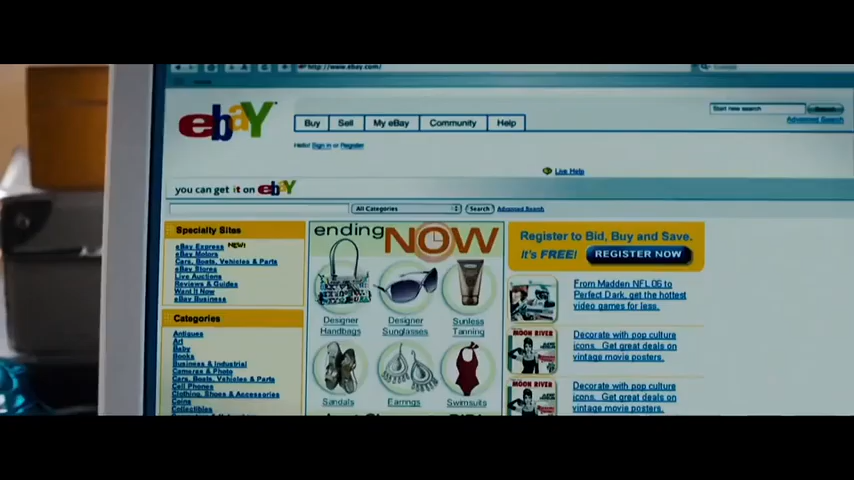 http://www.ebay.com/
ebaY
Buy Sell My eBay Community Help
Start new search Search
Advanced Search
Hello! Sign in or Register
Live Help
you can get it on ebaY
All Categories Search Advanced Search
Specialty Sites
eBay Express NEW!
eBay Motors
Cars, Boats, Vehicles & Parts
eBay Stores
Live Auctions
Reviews & Guides
Want It Now
eBay Business
Categories
Antiques
Art
Baby
Books
Business & Industrial
Cameras & Photo
Cars, Boats, Vehicles & Parts
Cell Phones
Clothing, Shoes & Accessories
Coins
Collectibles
ending NOW
Designer
Handbags
Designer
Sunglasses
Sunless
Tanning
Sandals
Earrings
Swimsuits
Register to Bid, Buy and Save.
It's FREE! REGISTER NOW
From Madden NFL 06 to
Perfect Dark, get the hottest
video games for less.
MOON RIVER
Decorate with pop culture
icons. Get great deals on
vintage movie posters.
MOON RIVER
Decorate with pop culture
icons. Get great deals on
vintage movie posters.